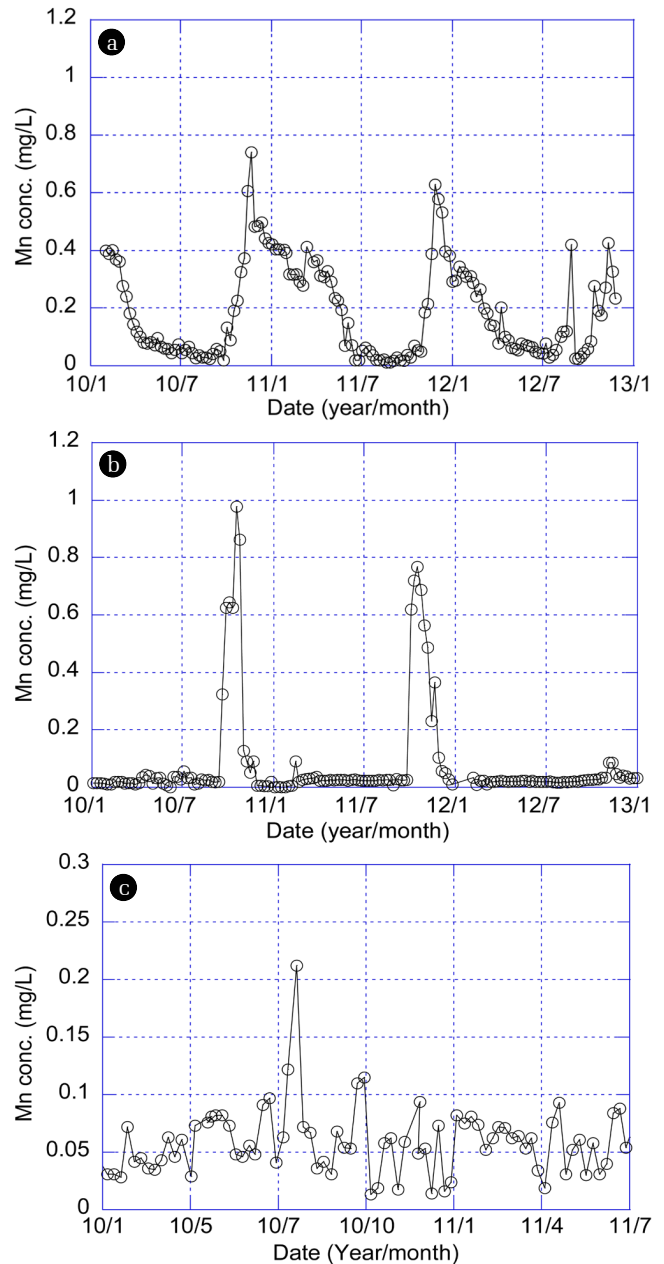 a
1.2
1
0.8
0.6
0.4
0.2
0
Mn conc. (mg/L)
10/1 10/7 11/1 11/7 12/1 12/7 13/1
Date (year/month)
b
1.2
1
0.8
0.6
0.4
0.2
0
Mn conc. (mg/L)
10/1 10/7 11/1 11/7 12/1 12/7 13/1
Date (year/month)
c
0.3
0.25
0.2
0.15
0.1
0.05
0
Mn conc. (mg/L)
10/1 10/5 10/7 10/10 11/1 11/4 11/7
Date (Year/month)